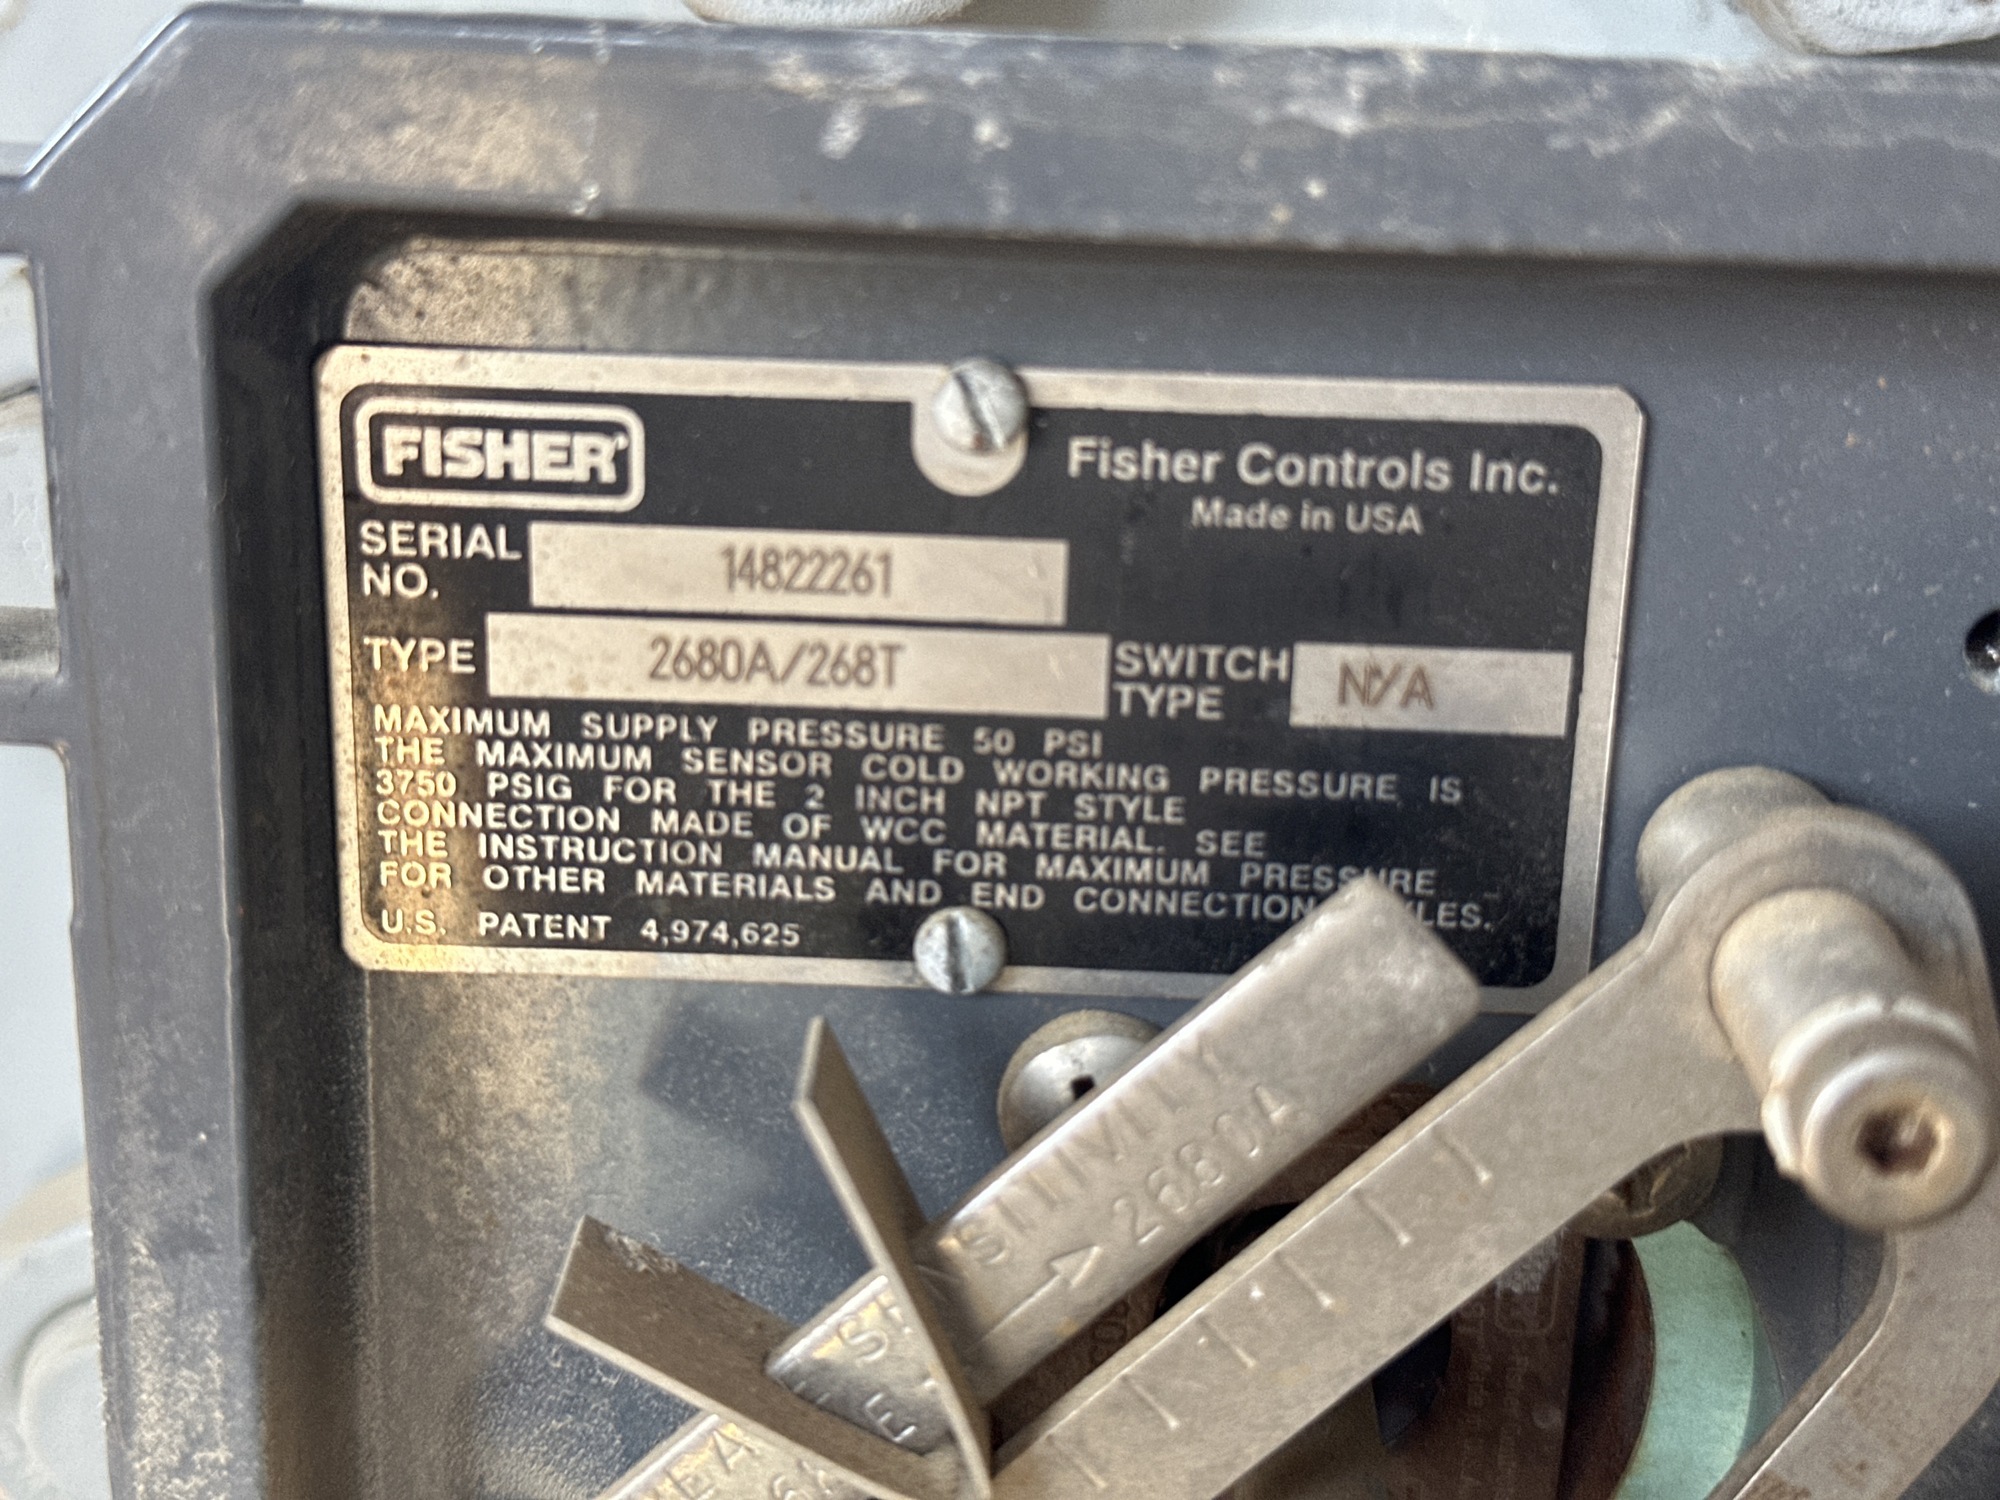 FISHER
Fisher Controls Inc.
Made in USA
SERIAL NO. 14822261
TYPE 2680A/268T SWITCH TYPE N/A
MAXIMUM SUPPLY PRESSURE 50 PSI
THE MAXIMUM SENSOR COLD WORKING PRESSURE IS
3750 PSIG FOR THE 2 INCH NPT STYLE
CONNECTION MADE OF WCC MATERIAL. SEE
THE INSTRUCTION MANUAL FOR MAXIMUM PRESSURE
FOR OTHER MATERIALS AND END CONNECTION
U.S. PATENT 4,974,625
2680A